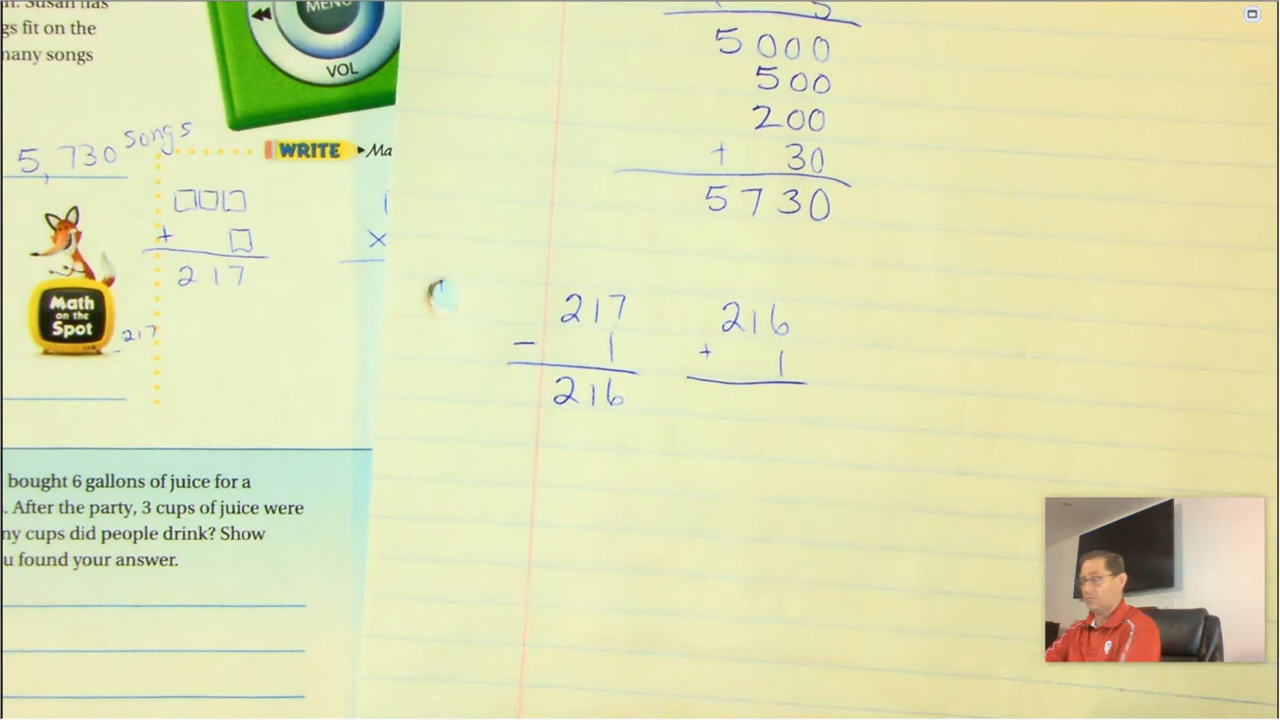 Susan has
gs fit on the
many songs
MENU
VOL
5,730 songs
WRITE ▸Ma
□□□
+ □
217
×
Math
on the
Spot
217
bought 6 gallons of juice for a
. After the party, 3 cups of juice were
ny cups did people drink? Show
u found your answer.
5000
500
200
+ 30
5730
217
- 1
216
216
+ 1